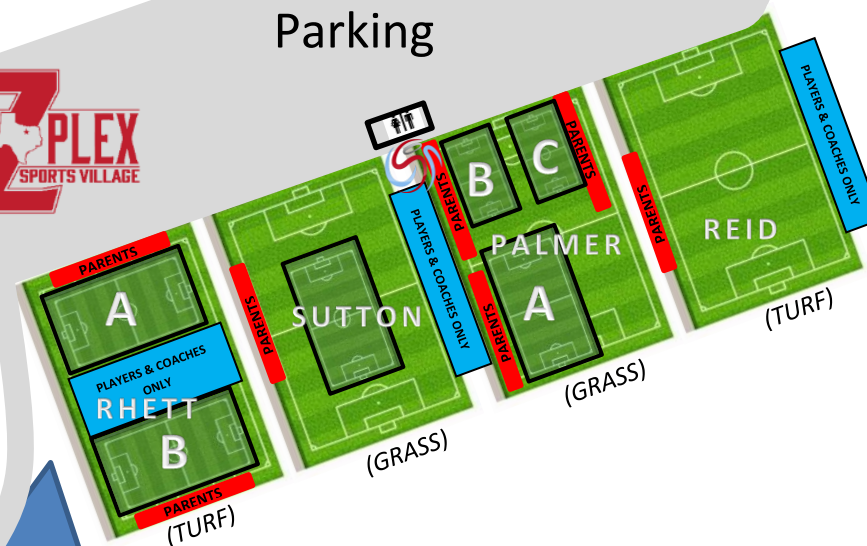 Parking
PLEX
SPORTS VILLAGE
PARENTS
A
PLAYERS & COACHES
ONLY
RHETT
B
PARENTS
(TURF)
PARENTS
SUTTON
(GRASS)
PLAYERS & COACHES ONLY
PARENTS
B
C
PARENTS
PALMER
A
PARENTS
(GRASS)
PARENTS
REID
PLAYERS & COACHES ONLY
(TURF)